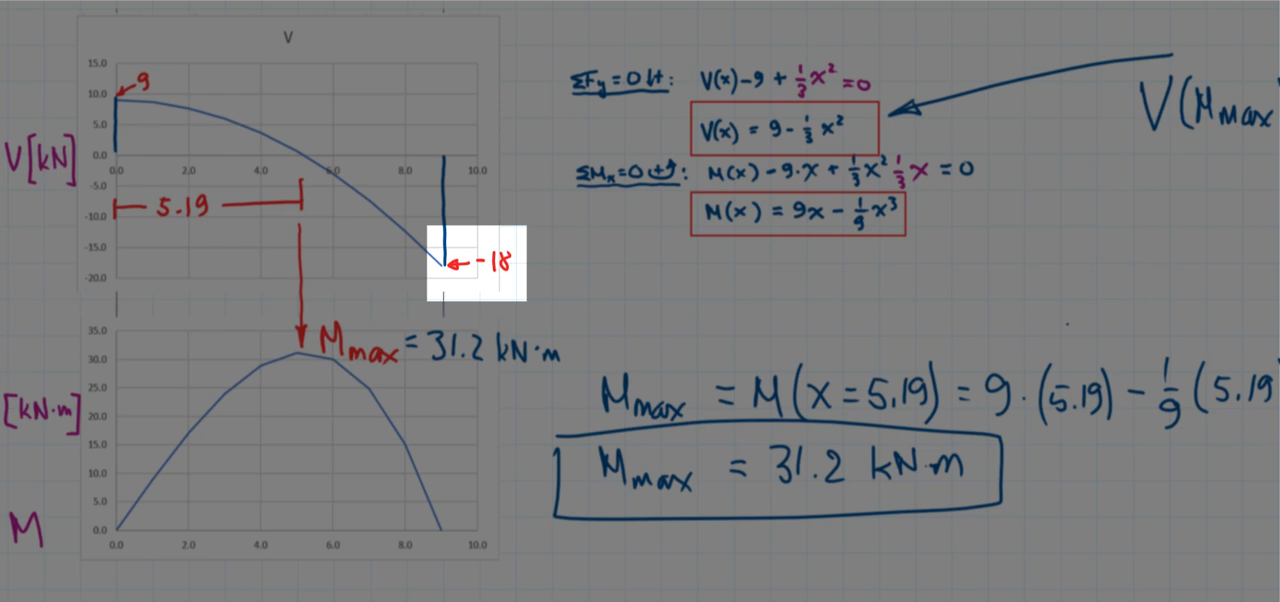 V
15.0
9
10.0
5.0
V[kN]
0.0
0.0 2.0 4.0 6.0 8.0 10.0
-5.0
5.19
-10.0
-15.0
-18
-20.0
ΣFy=0 ↓+: V(x)-9 + 1/3 x² =0
V(x) = 9 - 1/3 x²
ΣMx=0 ↺+: M(x) - 9·x + 1/3 x² 1/3 x = 0
M(x) = 9x - 1/9 x³
V(Mmax
35.0
Mmax = 31.2 kN·m
30.0
25.0
[kN·m]
20.0
15.0
10.0
5.0
M
0.0
0.0 2.0 4.0 6.0 8.0 10.0
Mmax = M(x=5.19) = 9·(5.19) - 1/9 (5.19
Mmax = 31.2 kN·m